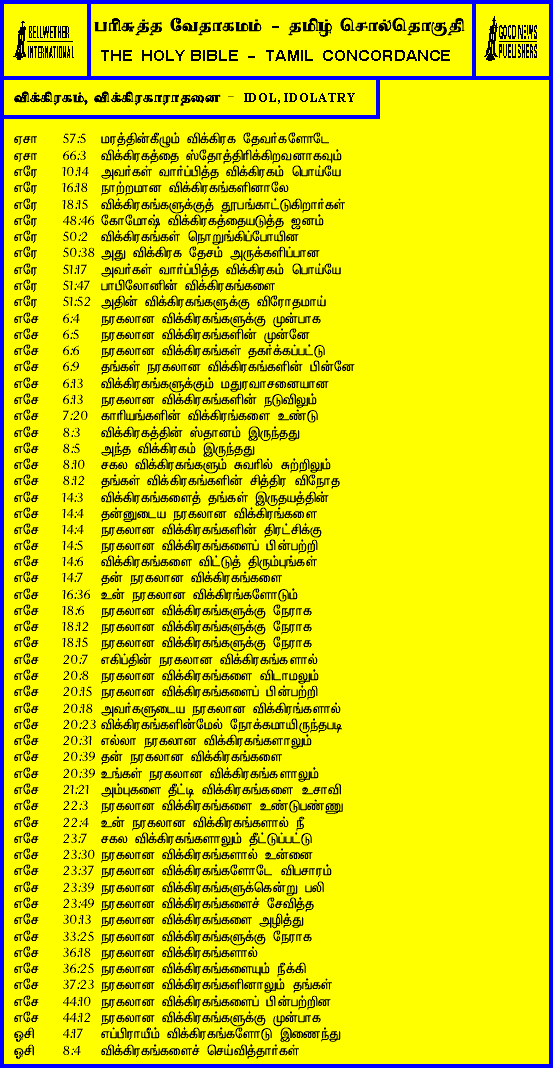 BELLWETHER
INTERNATIONAL
பரிசுத்த வேதாகமம் - தமிழ் சொல்தொகுதி
THE HOLY BIBLE - TAMIL CONCORDANCE
GOOD NEWS
PUBLISHERS
விக்கிரகம், விக்கிரகாராதனை - IDOL, IDOLATRY
ஏசா 57:5 மரத்தின்கீழும் விக்கிரக தேவர்களோடே
ஏசா 66:3 விக்கிரகத்தை ஸ்தோத்திரிக்கிறவனாகவும்
எரே 10:14 அவர்கள் வார்ப்பித்த விக்கிரகம் பொய்யே
எரே 16:18 நாற்றமான விக்கிரகங்களினாலே
எரே 18:15 விக்கிரகங்களுக்குத் தூபங்காட்டுகிறார்கள்
எரே 48:46 கோமோஷ் விக்கிரகத்தையடுத்த ஜனம்
எரே 50:2 விக்கிரகங்கள் நொறுங்கிப்போயின
எரே 50:38 அது விக்கிரக தேசம் அருக்களிப்பான
எரே 51:17 அவர்கள் வார்ப்பித்த விக்கிரகம் பொய்யே
எரே 51:47 பாபிலோனின் விக்கிரகங்களை
எரே 51:52 அதின் விக்கிரகங்களுக்கு விரோதமாய்
எசே 6:4 நரகலான விக்கிரகங்களுக்கு முன்பாக
எசே 6:5 நரகலான விக்கிரகங்களின் முன்னே
எசே 6:6 நரகலான விக்கிரகங்கள் தகர்க்கப்பட்டு
எசே 6:9 தங்கள் நரகலான விக்கிரகங்களின் பின்னே
எசே 6:13 விக்கிரகங்களுக்கும் மதுரவாசனையான
எசே 6:13 நரகலான விக்கிரகங்களின் நடுவிலும்
எசே 7:20 காரியங்களின் விக்கிரங்களை உண்டு
எசே 8:3 விக்கிரகத்தின் ஸ்தானம் இருந்தது
எசே 8:5 அந்த விக்கிரகம் இருந்தது
எசே 8:10 சகல விக்கிரகங்களும் சுவரில் சுற்றிலும்
எசே 8:12 தங்கள் விக்கிரகங்களின் சித்திர விநோத
எசே 14:3 விக்கிரகங்களைத் தங்கள் இருதயத்தின்
எசே 14:4 தன்னுடைய நரகலான விக்கிரங்களை
எசே 14:4 நரகலான விக்கிரகங்களின் திரட்சிக்கு
எசே 14:5 நரகலான விக்கிரகங்களைப் பின்பற்றி
எசே 14:6 விக்கிரகங்களை விட்டுத் திரும்புங்கள்
எசே 14:7 தன் நரகலான விக்கிரகங்களை
எசே 16:36 உன் நரகலான விக்கிரங்களோடும்
எசே 18:6 நரகலான விக்கிரகங்களுக்கு நேராக
எசே 18:12 நரகலான விக்கிரகங்களுக்கு நேராக
எசே 18:15 நரகலான விக்கிரகங்களுக்கு நேராக
எசே 20:7 எகிப்தின் நரகலான விக்கிரகங்களால்
எசே 20:8 நரகலான விக்கிரகங்களை விடாமலும்
எசே 20:15 நரகலான விக்கிரகங்களைப் பின்பற்றி
எசே 20:18 அவர்களுடைய நரகலான விக்கிரங்களால்
எசே 20:23 விக்கிரகங்களின்மேல் நோக்கமாயிருந்தபடி
எசே 20:31 எல்லா நரகலான விக்கிரகங்களாலும்
எசே 20:39 தன் நரகலான விக்கிரகங்களை
எசே 20:39 உங்கள் நரகலான விக்கிரகங்களாலும்
எசே 21:21 அம்புகளை தீட்டி விக்கிரகங்களை உசாவி
எசே 22:3 நரகலான விக்கிரகங்களை உண்டுபண்ணு
எசே 22:4 உன் நரகலான விக்கிரகங்களால் நீ
எசே 23:7 சகல விக்கிரகங்களாலும் தீட்டுப்பட்டு
எசே 23:30 நரகலான விக்கிரகங்களால் உன்னை
எசே 23:37 நரகலான விக்கிரகங்களோடே விபசாரம்
எசே 23:39 நரகலான விக்கிரகங்களுக்கென்று பலி
எசே 23:49 நரகலான விக்கிரகங்களைச் சேவித்த
எசே 30:13 நரகலான விக்கிரகங்களை அழித்து
எசே 33:25 நரகலான விக்கிரகங்களுக்கு நேராக
எசே 36:18 நரகலான விக்கிரகங்களால்
எசே 36:25 நரகலான விக்கிரகங்களையும் நீக்கி
எசே 37:23 நரகலான விக்கிரகங்களினாலும் தங்கள்
எசே 44:10 நரகலான விக்கிரகங்களைப் பின்பற்றின
எசே 44:12 நரகலான விக்கிரகங்களுக்கு முன்பாக
ஓசி 4:17 எப்பிராயீம் விக்கிரகங்களோடு இணைந்து
ஓசி 8:4 விக்கிரகங்களைச் செய்வித்தார்கள்